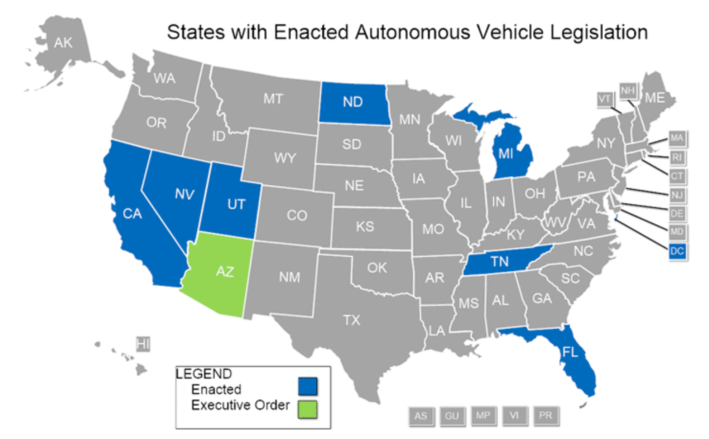 States with Enacted Autonomous Vehicle Legislation
AK
WA
MT
ND
MN
VT
NH
ME
OR
ID
SD
WI
MI
NY
MA
RI
CT
WY
NE
IA
PA
NJ
DE
MD
DC
NV
UT
CO
KS
MO
IL
IN
OH
WV
VA
KY
CA
AZ
NM
OK
AR
TN
NC
SC
MS
AL
GA
TX
LA
FL
HI
LEGEND
Enacted
Executive Order
AS
GU
MP
VI
PR